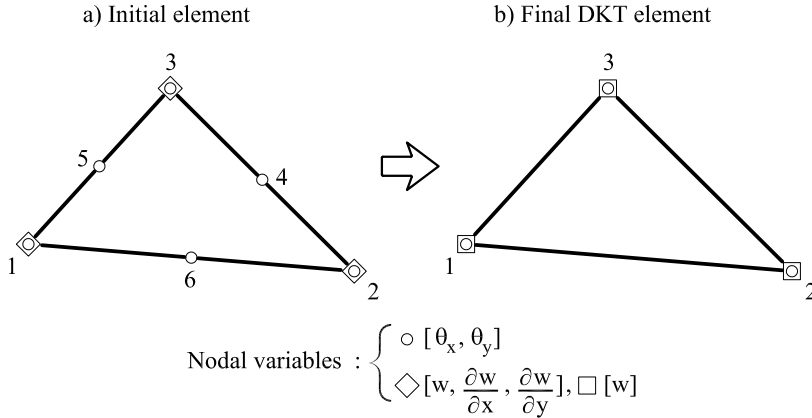 a) Initial element
b) Final DKT element
3
3
5
4
1
6
2
1
2
Nodal variables : { ○ [θx, θy]
◇ [w, ∂w/∂x , ∂w/∂y], □ [w]